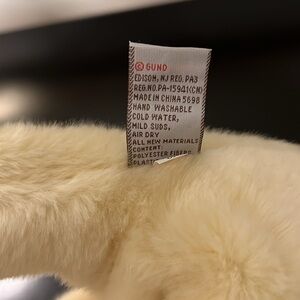 © GUND
EDISON, NJ REG. PA3
REG.NO.PA-15941(CN)
MADE IN CHINA 5698
HAND WASHABLE
COLD WATER,
MILD SUDS,
AIR DRY
ALL NEW MATERIALS
CONTENT:
POLYESTER FIBERS
PLAST